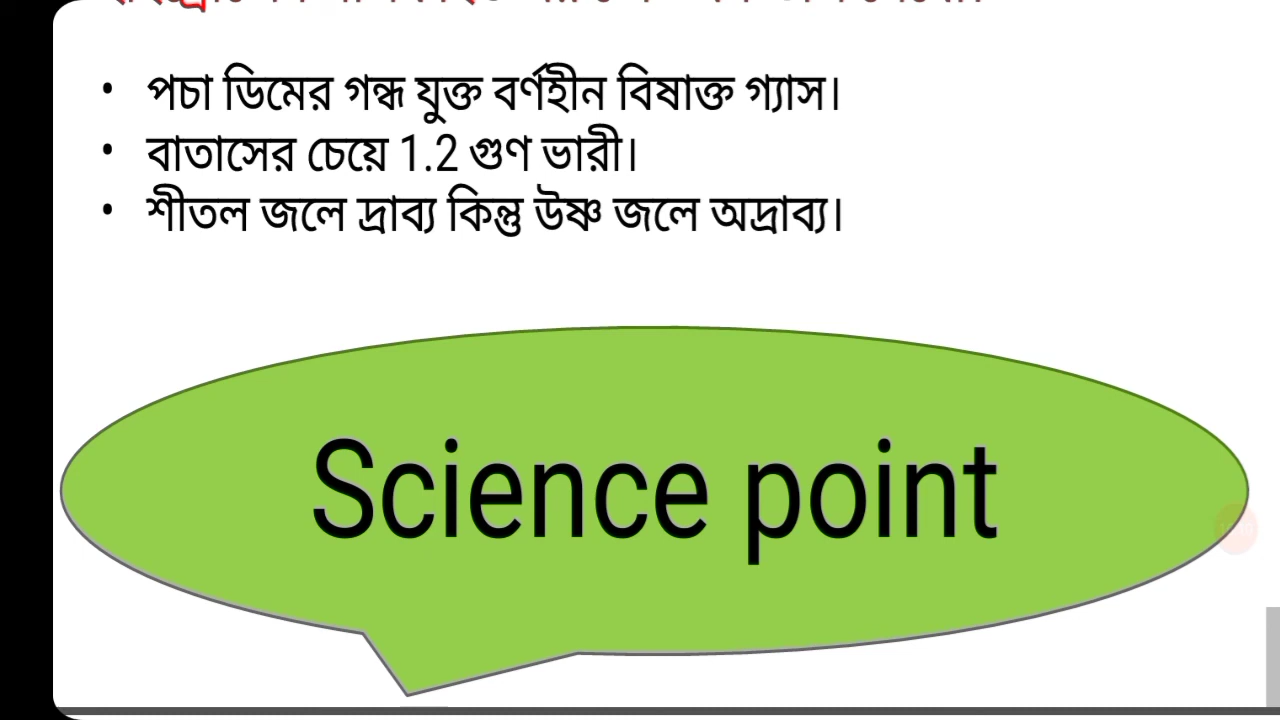 • পচা ডিমের গন্ধ যুক্ত বর্ণহীন বিষাক্ত গ্যাস।
• বাতাসের চেয়ে 1.2 গুণ ভারী।
• শীতল জলে দ্রাব্য কিন্তু উষ্ণ জলে অদ্রাব্য।
Science point